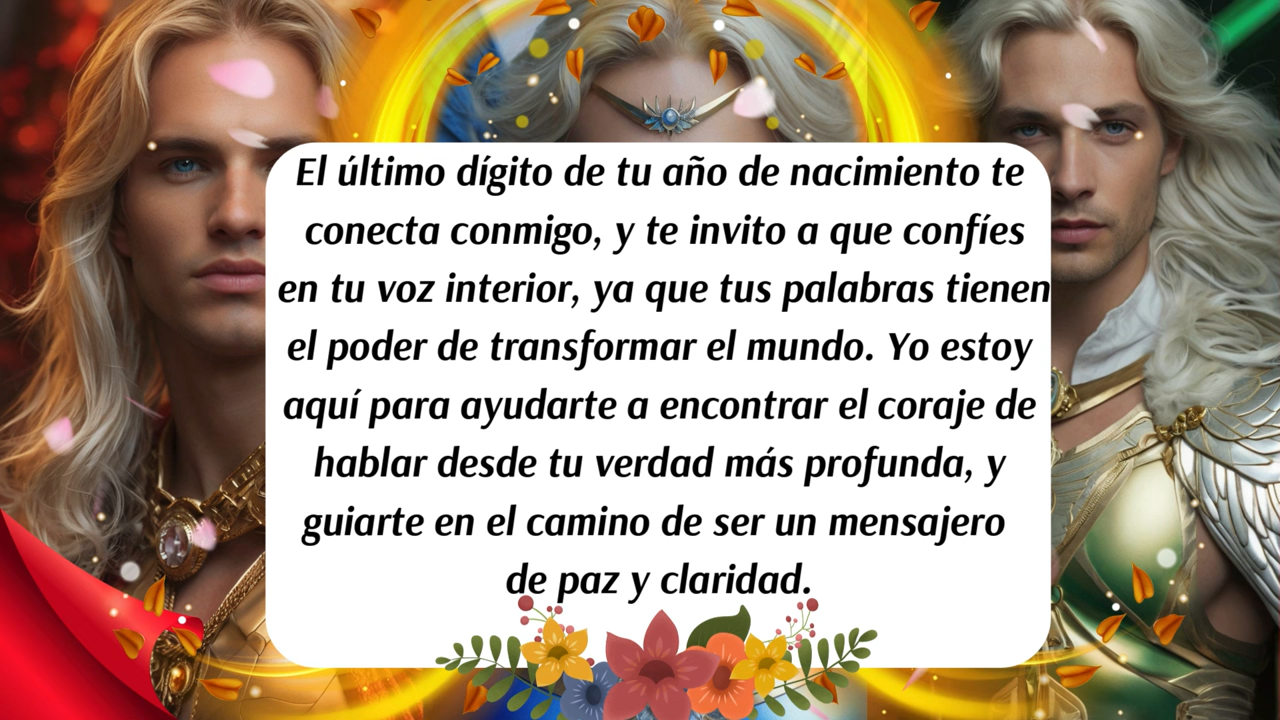 El último dígito de tu año de nacimiento te
conecta conmigo, y te invito a que confíes
en tu voz interior, ya que tus palabras tienen
el poder de transformar el mundo. Yo estoy
aquí para ayudarte a encontrar el coraje de
hablar desde tu verdad más profunda, y
guiarte en el camino de ser un mensajero
de paz y claridad.